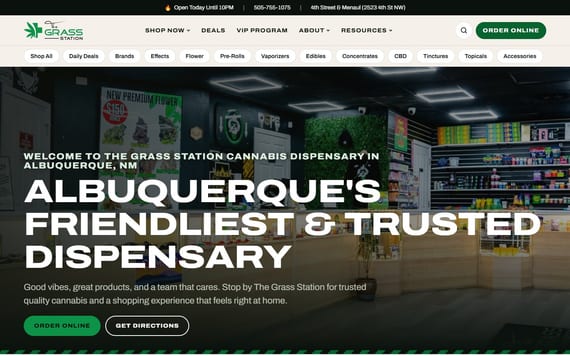 Open Today Until 10PM | 505-755-1075 | 4th Street & Menaul (2523 4th St NW)
The GRASS STATION
SHOP NOW DEALS VIP PROGRAM ABOUT RESOURCES ORDER ONLINE
Shop All Daily Deals Brands Effects Flower Pre-Rolls Vaporizers Edibles Concentrates CBD Tinctures Topicals Accessories
NEW PREMIUM FLOWER
$150
WELCOME TO THE GRASS STATION CANNABIS DISPENSARY IN
ALBUQUERQUE, NM
ALBUQUERQUE'S
FRIENDLIEST & TRUSTED
DISPENSARY
Good vibes, great products, and a team that cares. Stop by The Grass Station for trusted
quality cannabis and a shopping experience that feels right at home.
ORDER ONLINE GET DIRECTIONS